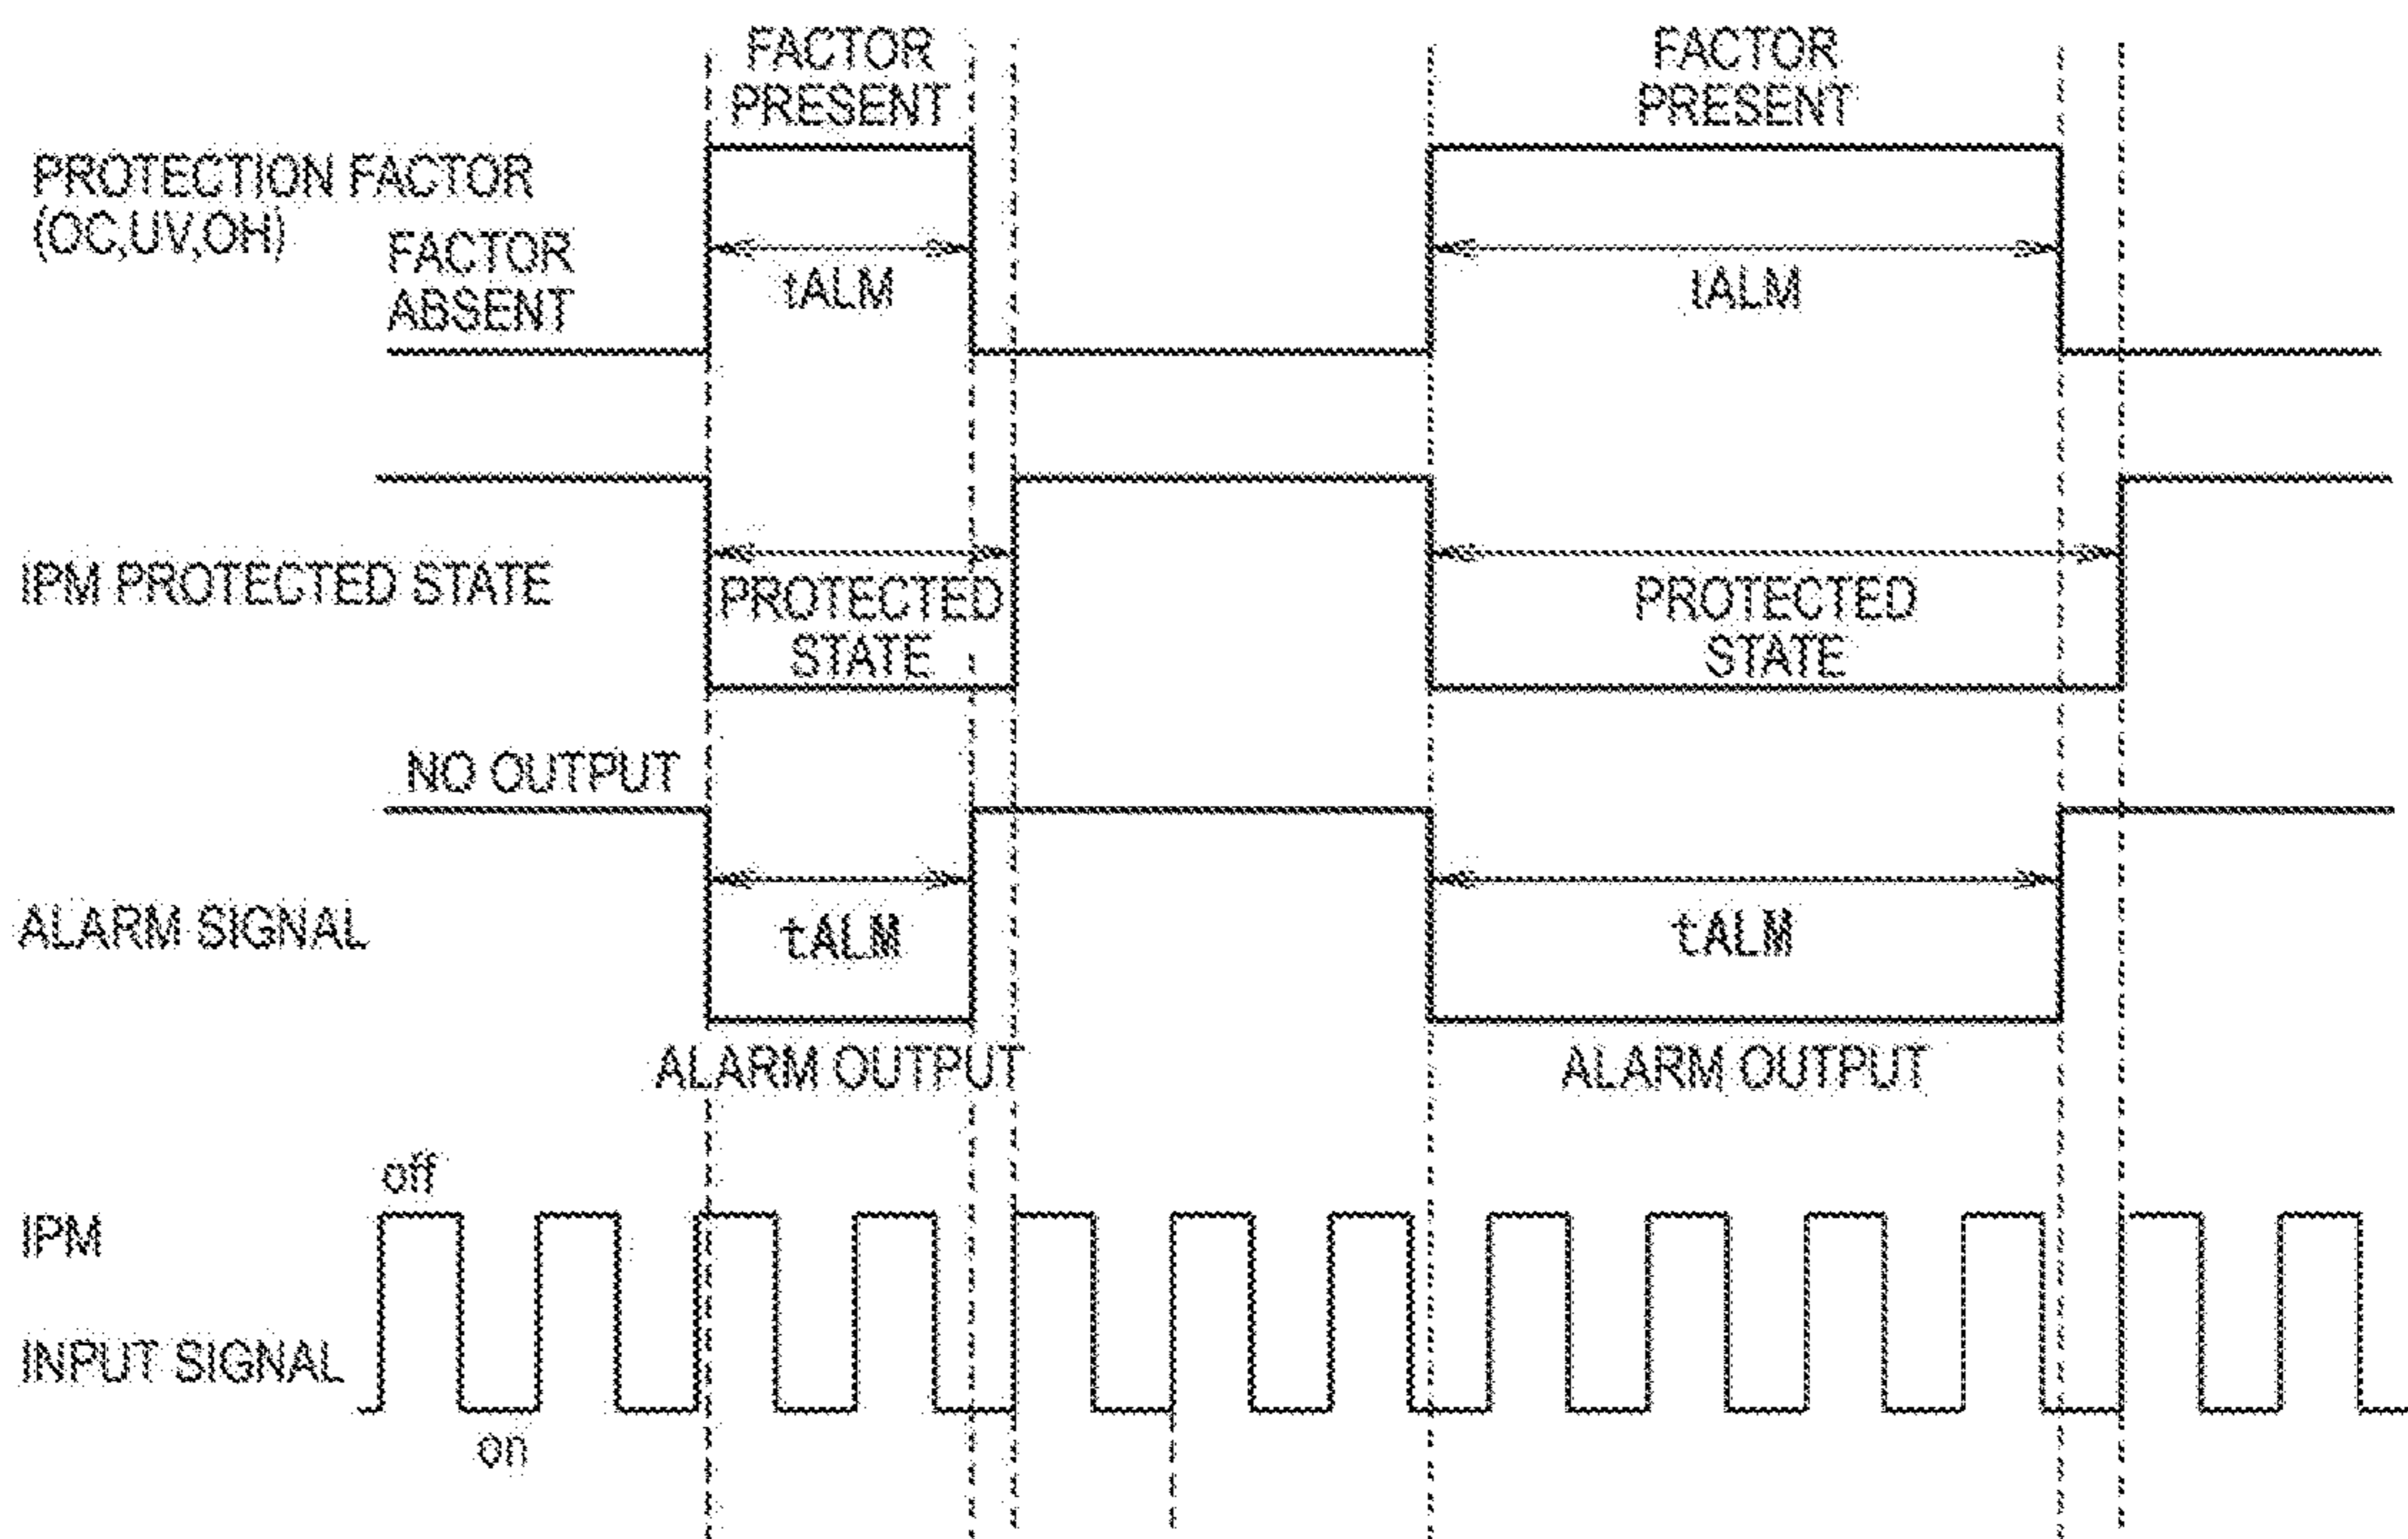 FACTOR
PRESENT
FACTOR
PRESENT
PROTECTION FACTOR
(OC,UV,OH)
FACTOR
ABSENT
tALM
tALM
IPM PROTECTED STATE
PROTECTED
STATE
PROTECTED
STATE
NO OUTPUT
ALARM SIGNAL
tALM
tALM
ALARM OUTPUT
ALARM OUTPUT
off
IPM
INPUT SIGNAL
on